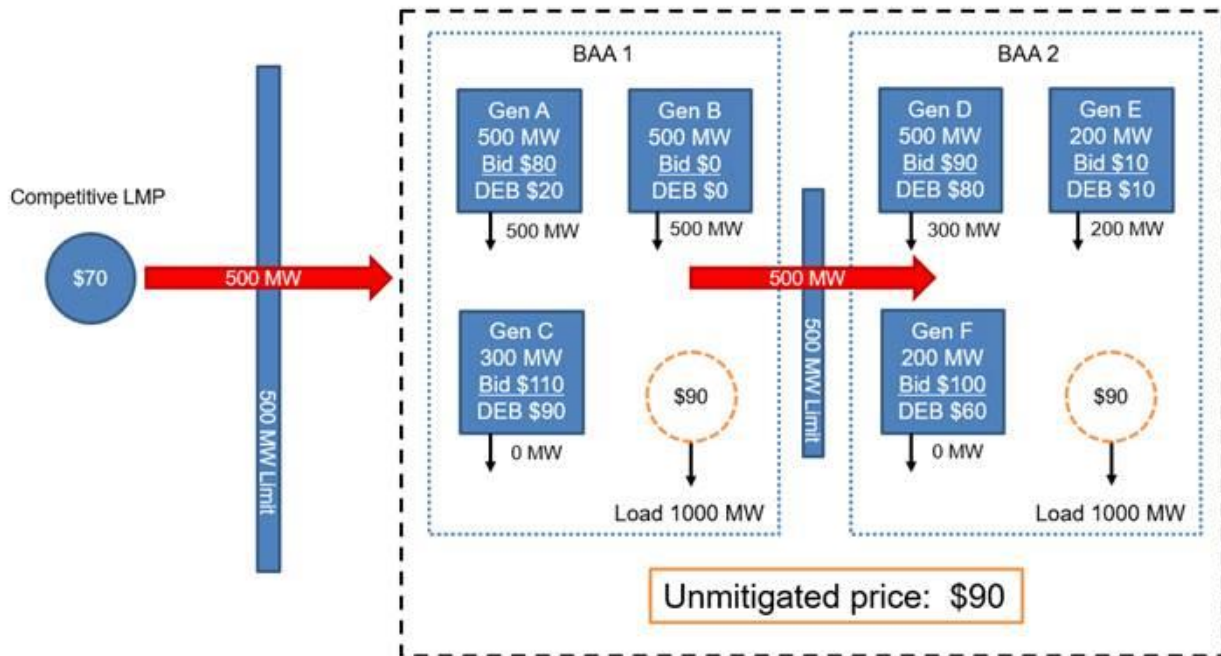 BAA 1
BAA 2
Gen A
500 MW
Bid $80
DEB $20
500 MW
Gen B
500 MW
Bid $0
DEB $0
500 MW
Gen D
500 MW
Bid $90
DEB $80
300 MW
Gen E
200 MW
Bid $10
DEB $10
200 MW
Competitive LMP
$70
500 MW
500 MW Limit
500 MW
500 MW Limit
Gen C
300 MW
Bid $110
DEB $90
0 MW
$90
Load 1000 MW
Gen F
200 MW
Bid $100
DEB $60
0 MW
$90
Load 1000 MW
Unmitigated price: $90